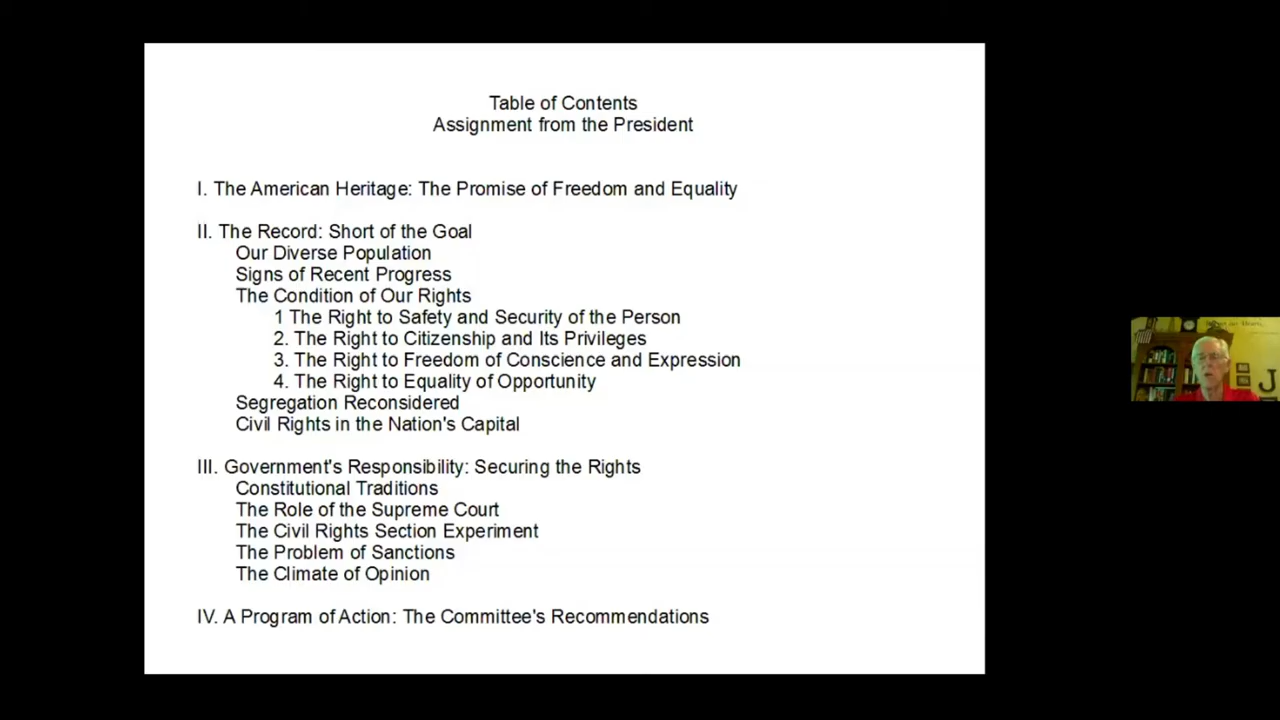 Table of Contents
Assignment from the President
I. The American Heritage: The Promise of Freedom and Equality
II. The Record: Short of the Goal
Our Diverse Population
Signs of Recent Progress
The Condition of Our Rights
1 The Right to Safety and Security of the Person
2. The Right to Citizenship and Its Privileges
3. The Right to Freedom of Conscience and Expression
4. The Right to Equality of Opportunity
Segregation Reconsidered
Civil Rights in the Nation's Capital
III. Government's Responsibility: Securing the Rights
Constitutional Traditions
The Role of the Supreme Court
The Civil Rights Section Experiment
The Problem of Sanctions
The Climate of Opinion
IV. A Program of Action: The Committee's Recommendations
J